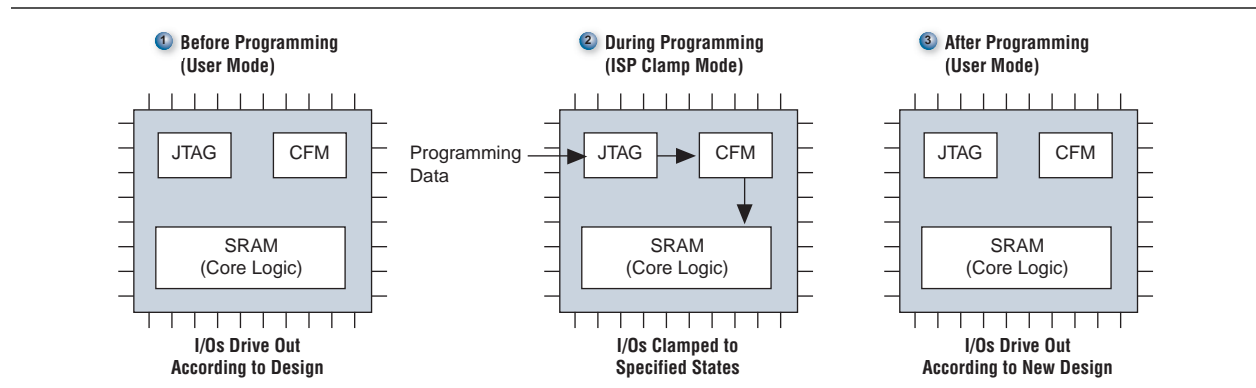 1 Before Programming
(User Mode)
JTAG
CFM
SRAM
(Core Logic)
I/Os Drive Out
According to Design
2 During Programming
(ISP Clamp Mode)
Programming
Data
JTAG
CFM
SRAM
(Core Logic)
I/Os Clamped to
Specified States
3 After Programming
(User Mode)
JTAG
CFM
SRAM
(Core Logic)
I/Os Drive Out
According to New Design